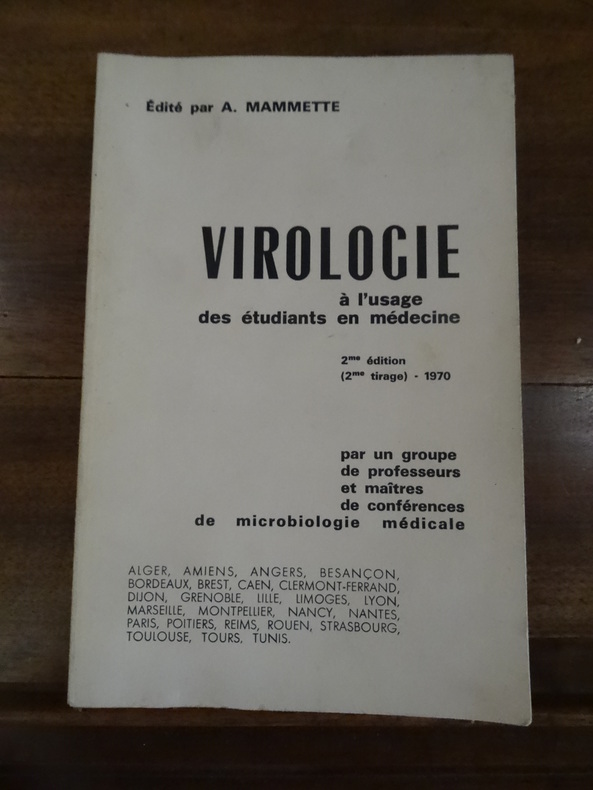 Édité par A. MAMMETTE
VIROLOGIE
à l'usage
des étudiants en médecine
2me édition
(2me tirage) - 1970
par un groupe
de professeurs
et maîtres
de conférences
de microbiologie médicale
ALGER, AMIENS, ANGERS, BESANÇON,
BORDEAUX, BREST, CAEN, CLERMONT-FERRAND,
DIJON, GRENOBLE, LILLE, LIMOGES, LYON,
MARSEILLE, MONTPELLIER, NANCY, NANTES,
PARIS, POITIERS, REIMS, ROUEN, STRASBOURG,
TOULOUSE, TOURS, TUNIS.